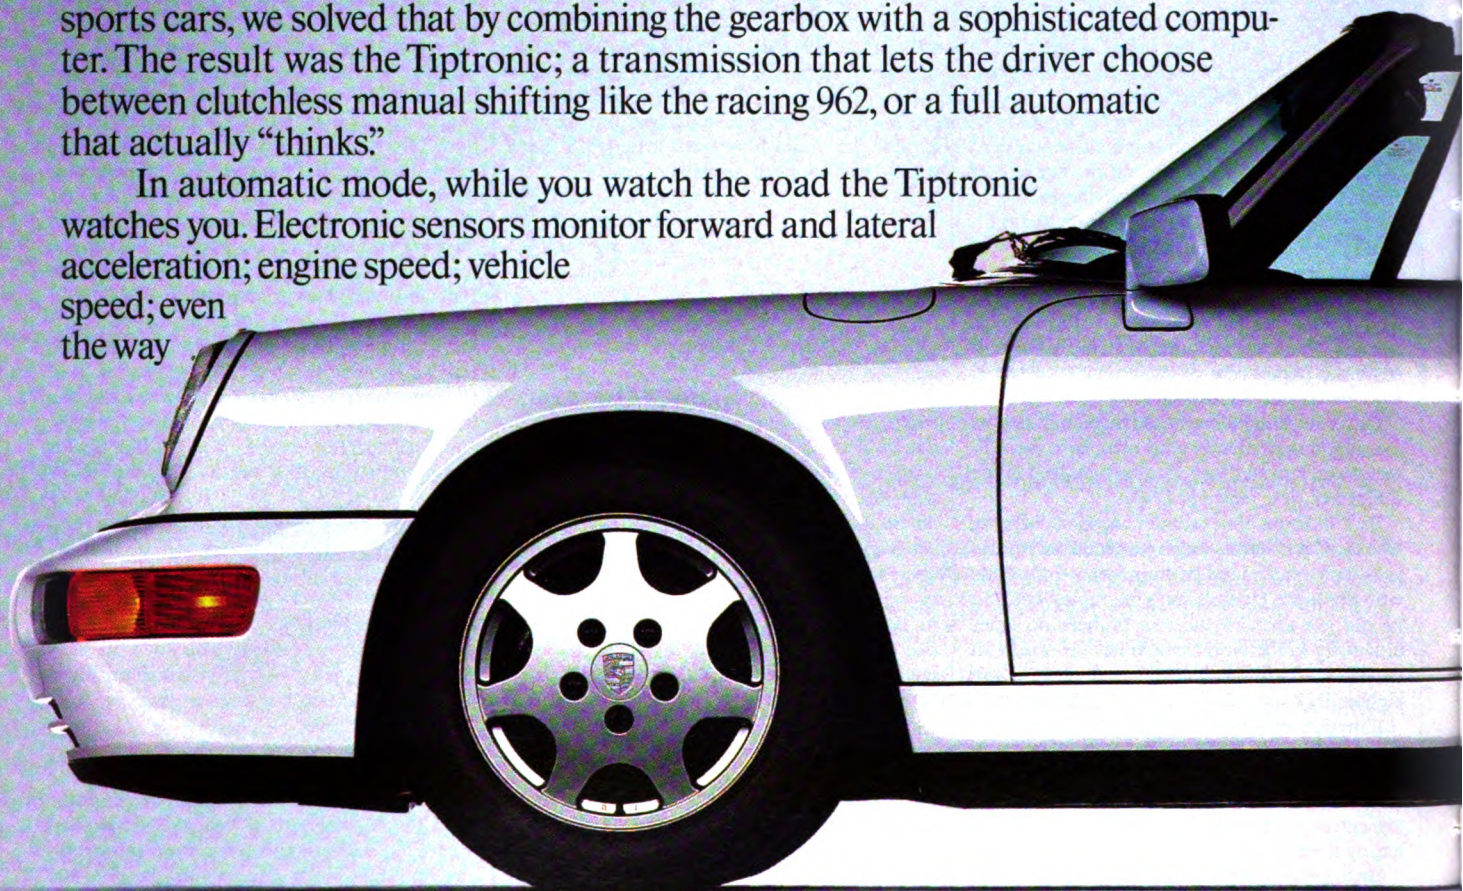 sports cars, we solved that by combining the gearbox with a sophisticated compu-
ter. The result was the Tiptronic; a transmission that lets the driver choose
between clutchless manual shifting like the racing 962, or a full automatic
that actually “thinks.”
In automatic mode, while you watch the road the Tiptronic
watches you. Electronic sensors monitor forward and lateral
acceleration; engine speed; vehicle
speed; even
the way